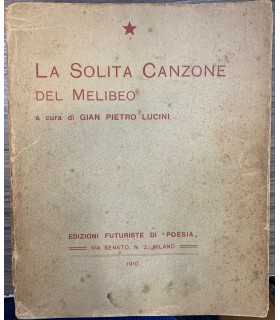 LA SOLITA CANZONE
DEL MELIBEO
a cura di GIAN PIETRO LUCINI
EDIZIONI FUTURISTE DI "POESIA„
VIA SENATO, N. 2 - MILANO
1910